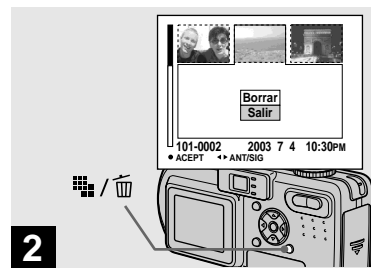 Borrar
Salir
101-0002 2003 7 4 10:30PM
ACEPT ANT/SIG
/
2